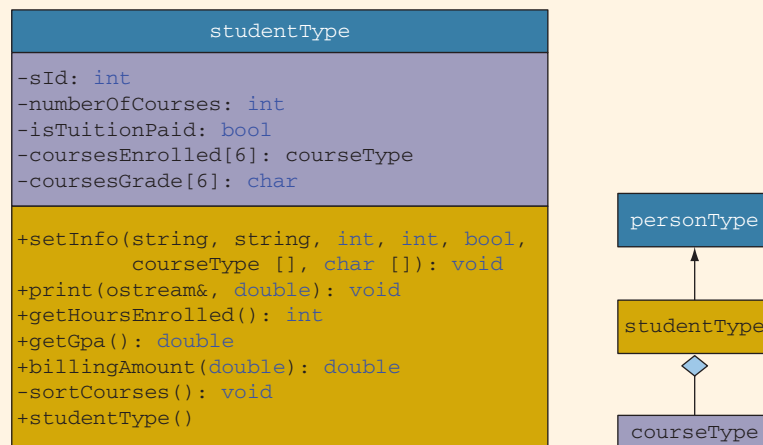 studentType
-sId: int
-numberOfCourses: int
-isTuitionPaid: bool
-coursesEnrolled[6]: courseType
-coursesGrade[6]: char
+setInfo(string, string, int, int, bool,
courseType [], char []): void
+print(ostream&, double): void
+getHoursEnrolled(): int
+getGpa(): double
+billingAmount(double): double
-sortCourses(): void
+studentType()
personType
studentType
courseType